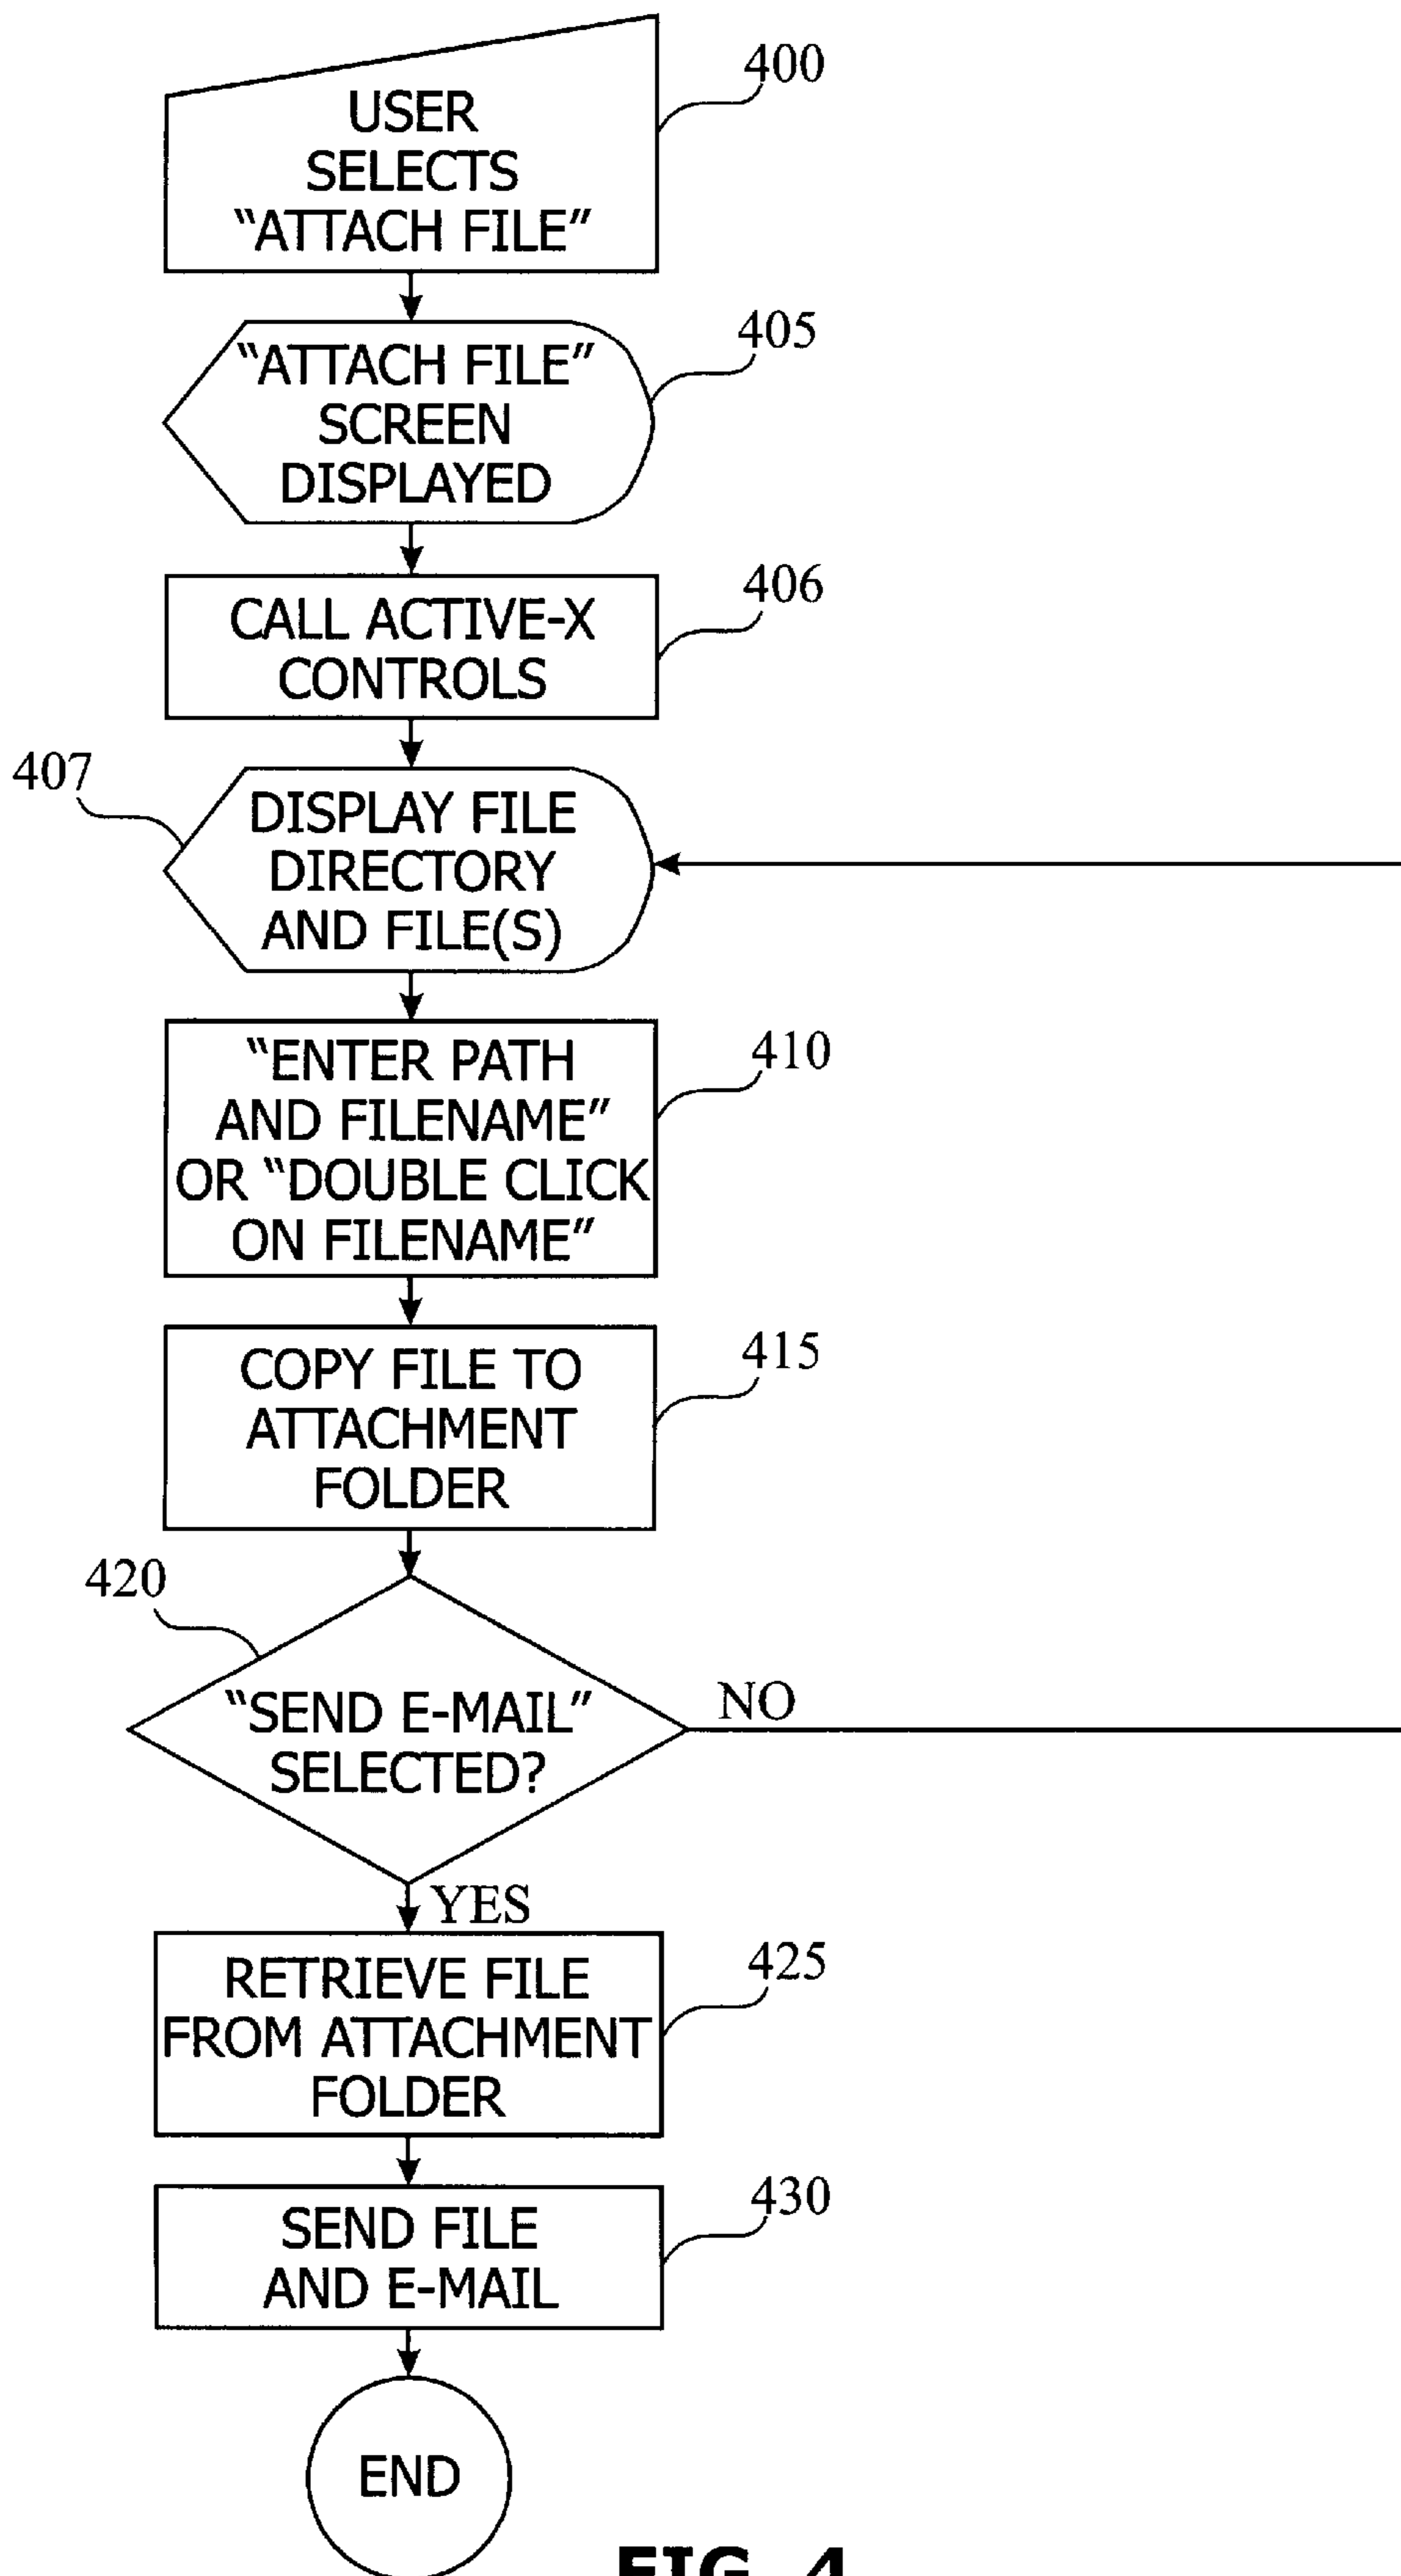 400
USER
SELECTS
“ATTACH FILE”
405
“ATTACH FILE”
SCREEN
DISPLAYED
406
CALL ACTIVE-X
CONTROLS
407
DISPLAY FILE
DIRECTORY
AND FILE(S)
410
“ENTER PATH
AND FILENAME”
OR “DOUBLE CLICK
ON FILENAME”
415
COPY FILE TO
ATTACHMENT
FOLDER
420
“SEND E-MAIL”
SELECTED?
NO
YES
425
RETRIEVE FILE
FROM ATTACHMENT
FOLDER
430
SEND FILE
AND E-MAIL
END
FIG. 4